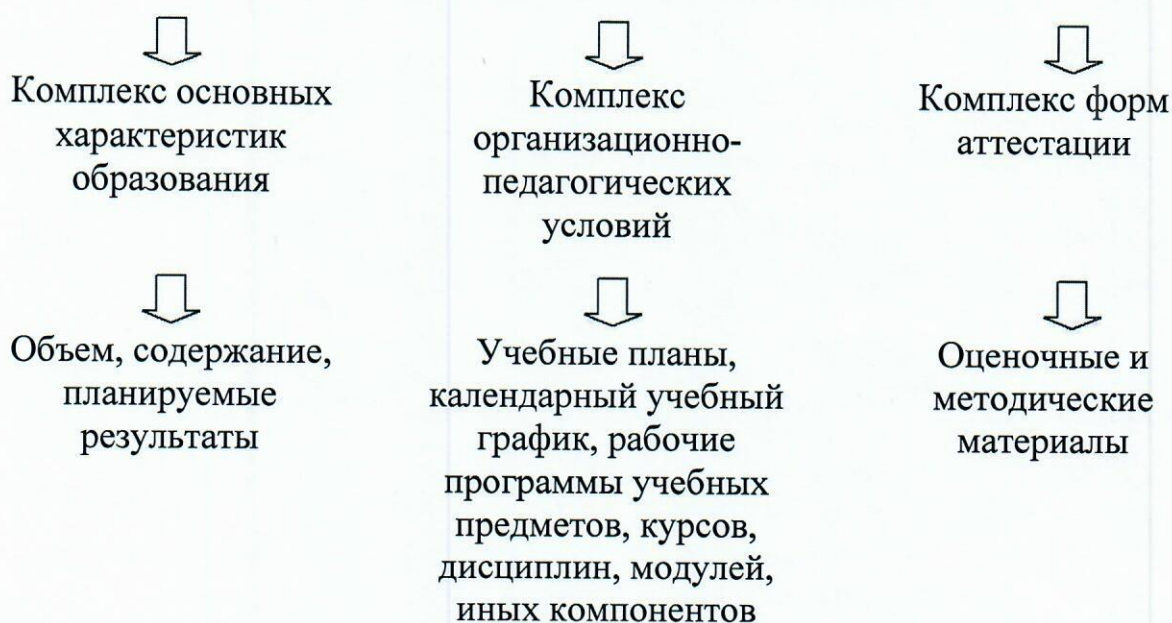 Комплекс основных
характеристик
образования
Комплекс
организационно-
педагогических
условий
Комплекс форм
аттестации
Объем, содержание,
планируемые
результаты
Учебные планы,
календарный учебный
график, рабочие
программы учебных
предметов, курсов,
дисциплин, модулей,
иных компонентов
Оценочные и
методические
материалы